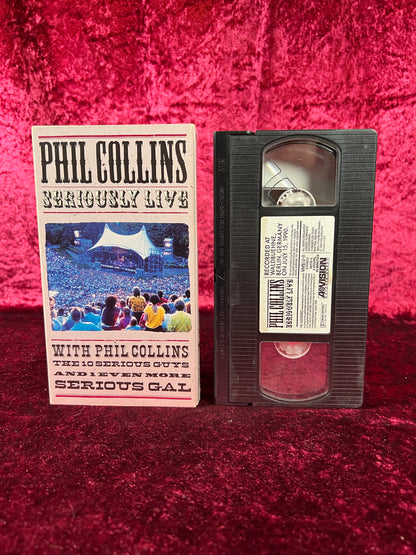 PHIL COLLINS
SERIOUSLY LIVE
WITH PHIL COLLINS
THE 10 SERIOUS GUYS
AND 1 EVEN MORE
SERIOUS GAL
PHIL COLLINS
SERIOUSLY LIVE
RECORDED AT
WALDBUEHNE,
BERLIN, GERMANY
ON JULY 15, 1990.
VISION